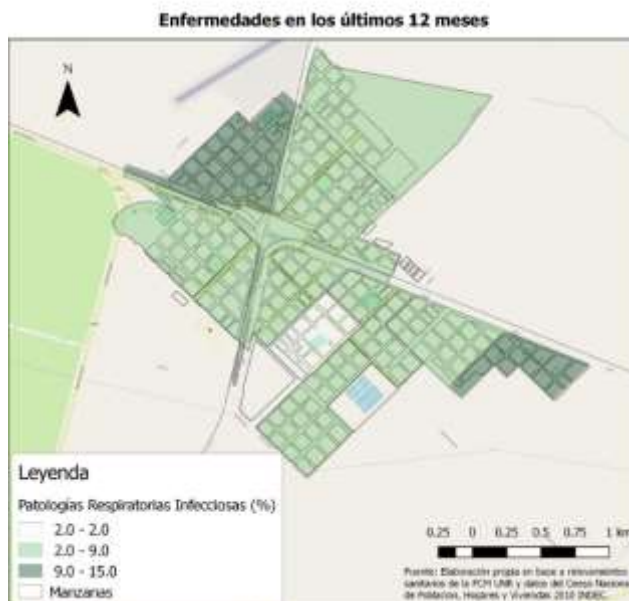 Enfermedades en los últimos 12 meses
N
Leyenda
Patologías Respiratorias Infecciosas (%)
2.0 - 2.0
2.0 - 9.0
9.0 - 15.0
Manzanas
0.25 0 0.25 0.5 0.75 1 km
Fuente: Elaboración propia en base a relevamientos
sanitarios de la FCM UNR y datos del Censo Naciona
de Poblacion, Hogares y Viviendas 2010 INDEC.